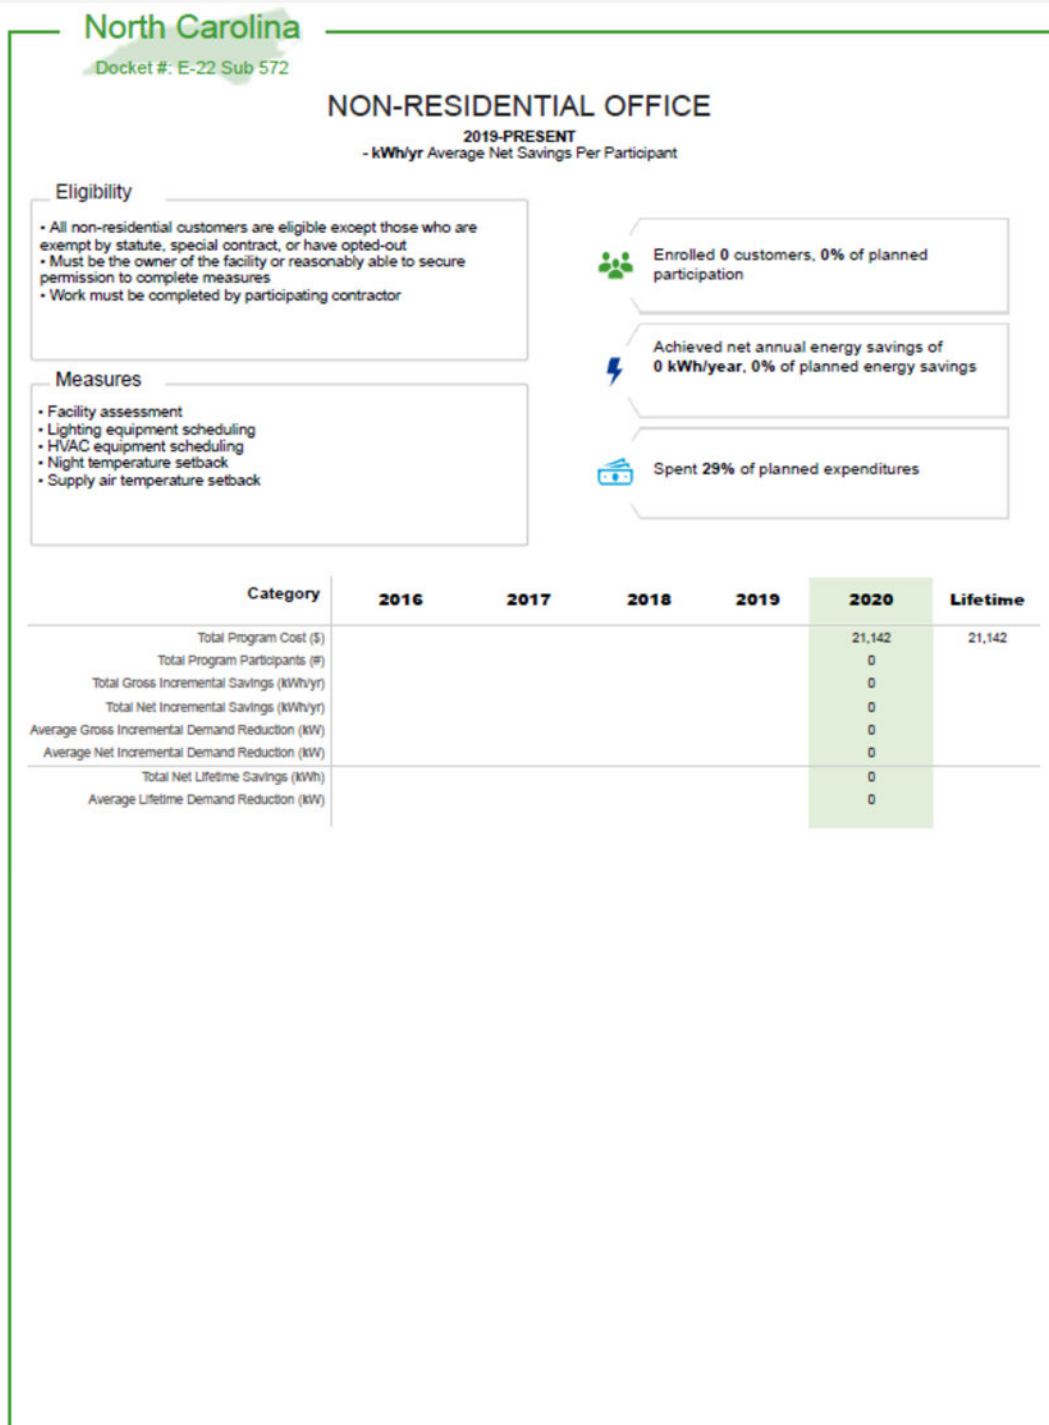 North Carolina
Docket #: E-22 Sub 572
NON-RESIDENTIAL OFFICE
2019-PRESENT
- kWh/yr Average Net Savings Per Participant
Eligibility
• All non-residential customers are eligible except those who are
exempt by statute, special contract, or have opted-out
• Must be the owner of the facility or reasonably able to secure
permission to complete measures
• Work must be completed by participating contractor
Measures
• Facility assessment
• Lighting equipment scheduling
• HVAC equipment scheduling
• Night temperature setback
• Supply air temperature setback
Enrolled 0 customers, 0% of planned
participation
Achieved net annual energy savings of
0 kWh/year, 0% of planned energy savings
Spent 29% of planned expenditures
Category 2016 2017 2018 2019 2020 Lifetime
Total Program Cost ($) 21,142 21,142
Total Program Participants (#) 0
Total Gross Incremental Savings (kWh/yr) 0
Total Net Incremental Savings (kWh/yr) 0
Average Gross Incremental Demand Reduction (kW) 0
Average Net Incremental Demand Reduction (kW) 0
Total Net Lifetime Savings (kWh) 0
Average Lifetime Demand Reduction (kW) 0